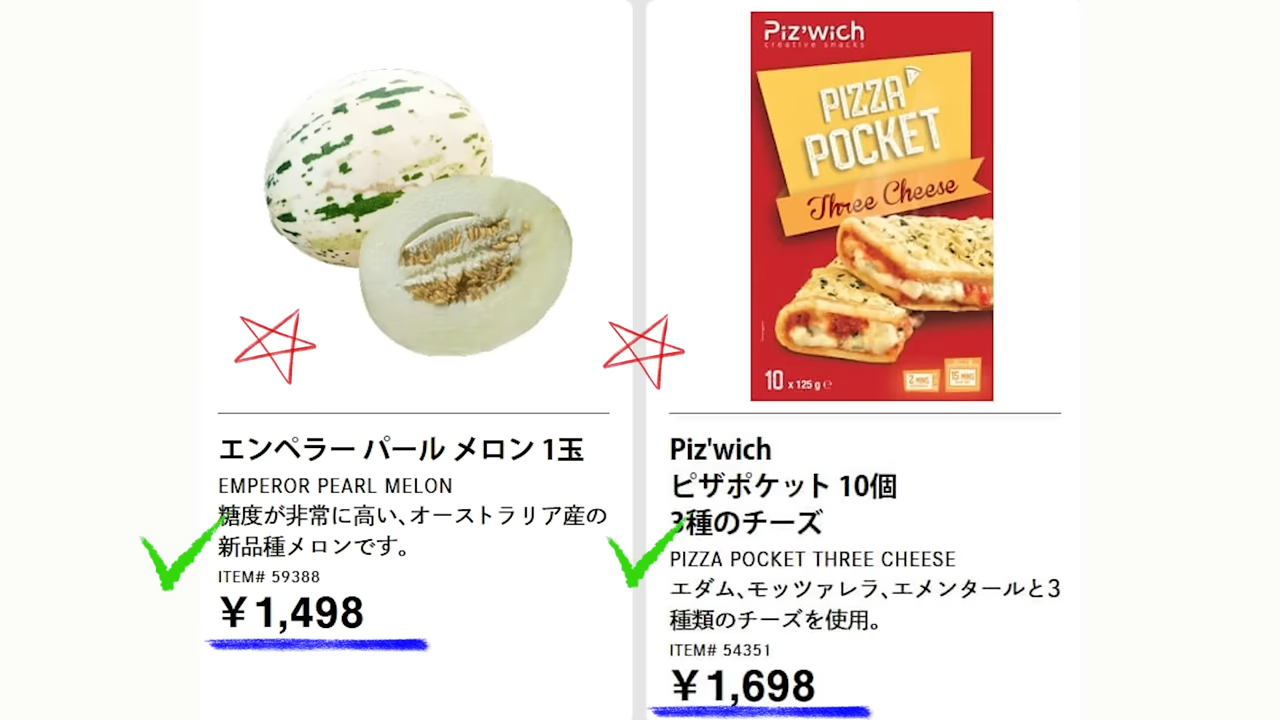 エンペラー パール メロン 1玉
EMPEROR PEARL MELON
糖度が非常に高い、オーストラリア産の
新品種メロンです。
ITEM# 59388
￥1,498
Piz'wich
creative snacks
PIZZA
POCKET
Three Cheese
10 x 125 g ℮
2 MINS
15 MINS
Piz'wich
ピザポケット 10個
3種のチーズ
PIZZA POCKET THREE CHEESE
エダム、モッツァレラ、エメンタールと3
種類のチーズを使用。
ITEM# 54351
￥1,698